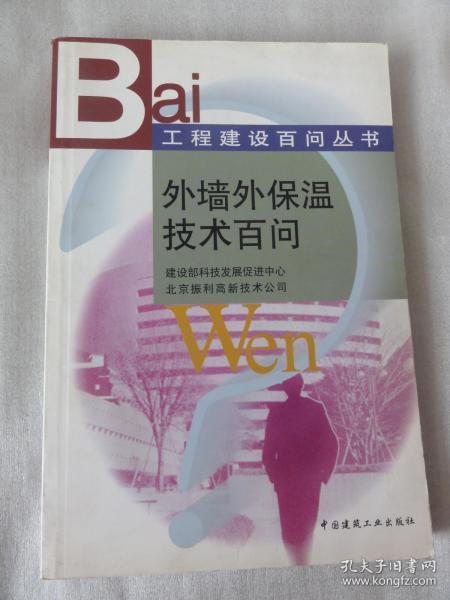 Bai
工程建设百问丛书
外墙外保温
技术百问
建设部科技发展促进中心
北京振利高新技术公司
Wen
中国建筑工业出版社
孔夫子旧书网
www.kongfz.com